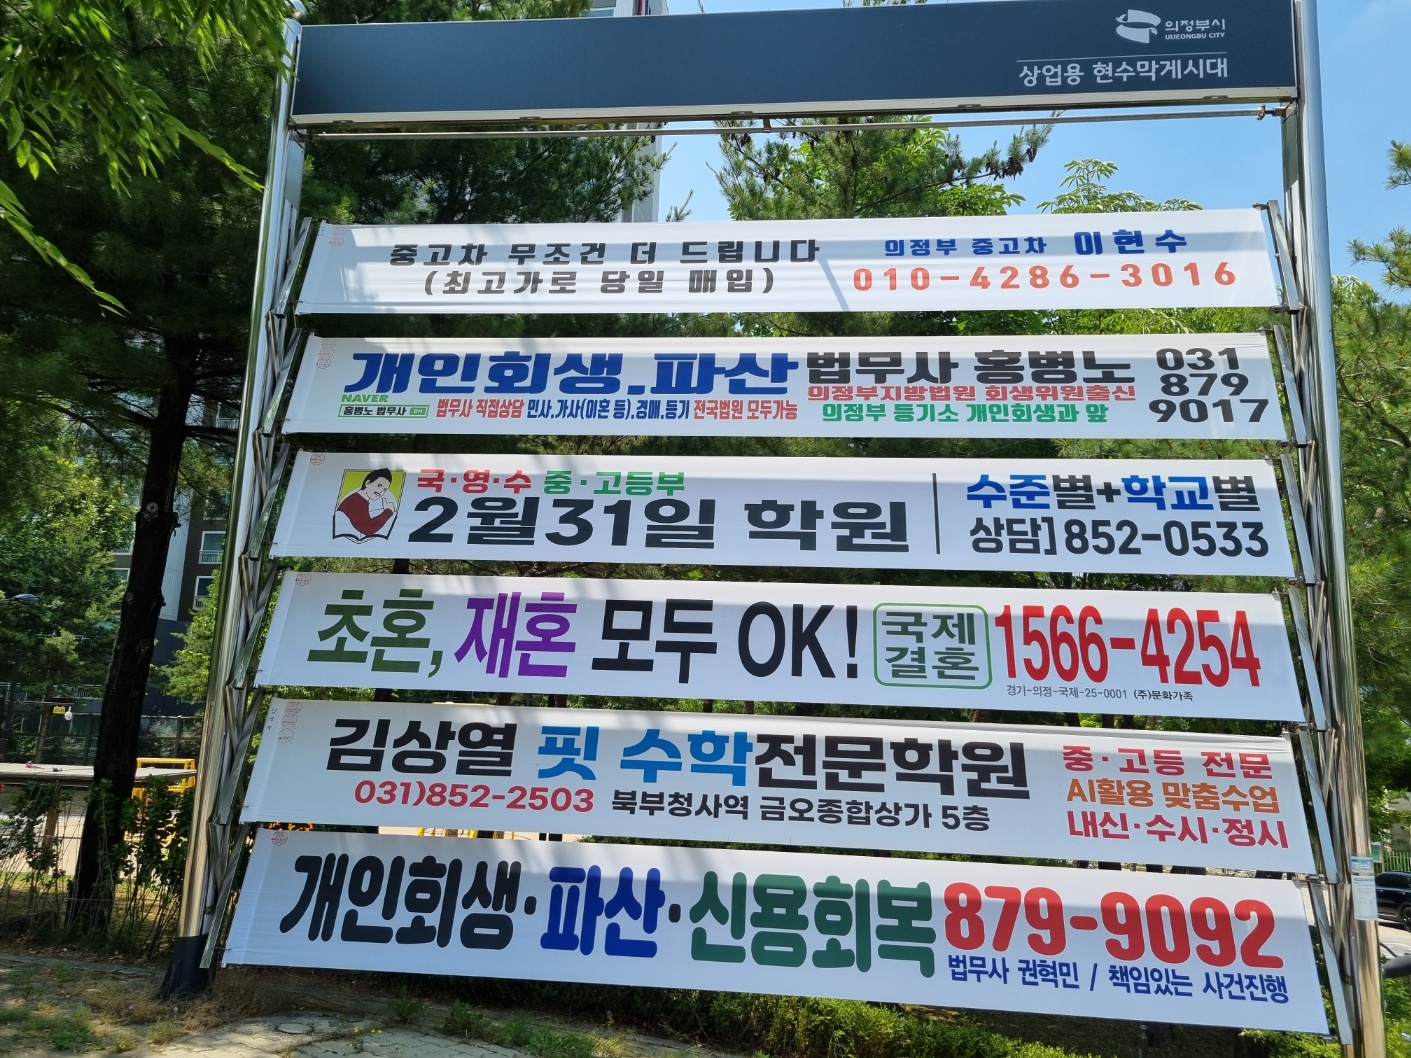 의정부시
UIJEONGBU CITY
상업용 현수막게시대
중고차 무조건 더 드립니다
(최고가로 당일 매입)
의정부 중고차 이현수
010-4286-3016
개인회생.파산
NAVER
홍병노 법무사
법무사 직접상담 민사,가사(이혼 등),경매,등기 전국법원 모두가능
법무사 홍병노
의정부지방법원 회생위원출신
의정부 등기소 개인회생과 앞
031
879
9017
국·영·수 중·고등부
2월31일 학원
수준별+학교별
상담]852-0533
초혼, 재혼 모두 OK!
국제
결혼
1566-4254
경기-의정-국제-25-0001 (주)문화가족
김상열 핏 수학전문학원
031)852-2503 북부청사역 금오종합상가 5층
중·고등 전문
AI활용 맞춤수업
내신·수시·정시
개인회생·파산·신용회복
879-9092
법무사 권혁민 / 책임있는 사건진행